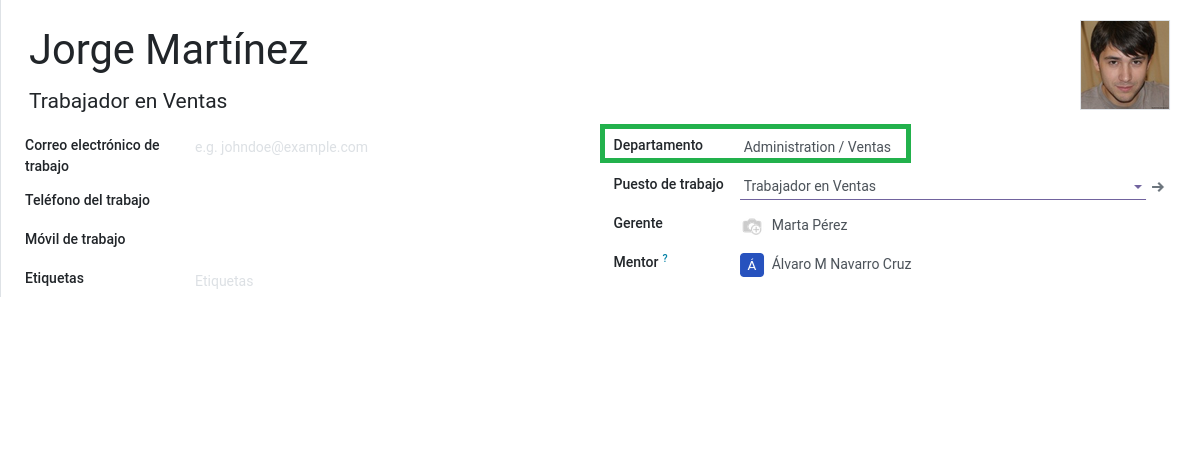 Jorge Martínez
Trabajador en Ventas
Correo electrónico de
trabajo
e.g. johndoe@example.com
Teléfono del trabajo
Móvil de trabajo
Etiquetas
Etiquetas
Departamento
Administration / Ventas
Puesto de trabajo
Trabajador en Ventas
Gerente
Marta Pérez
Mentor ?
Á
Álvaro M Navarro Cruz